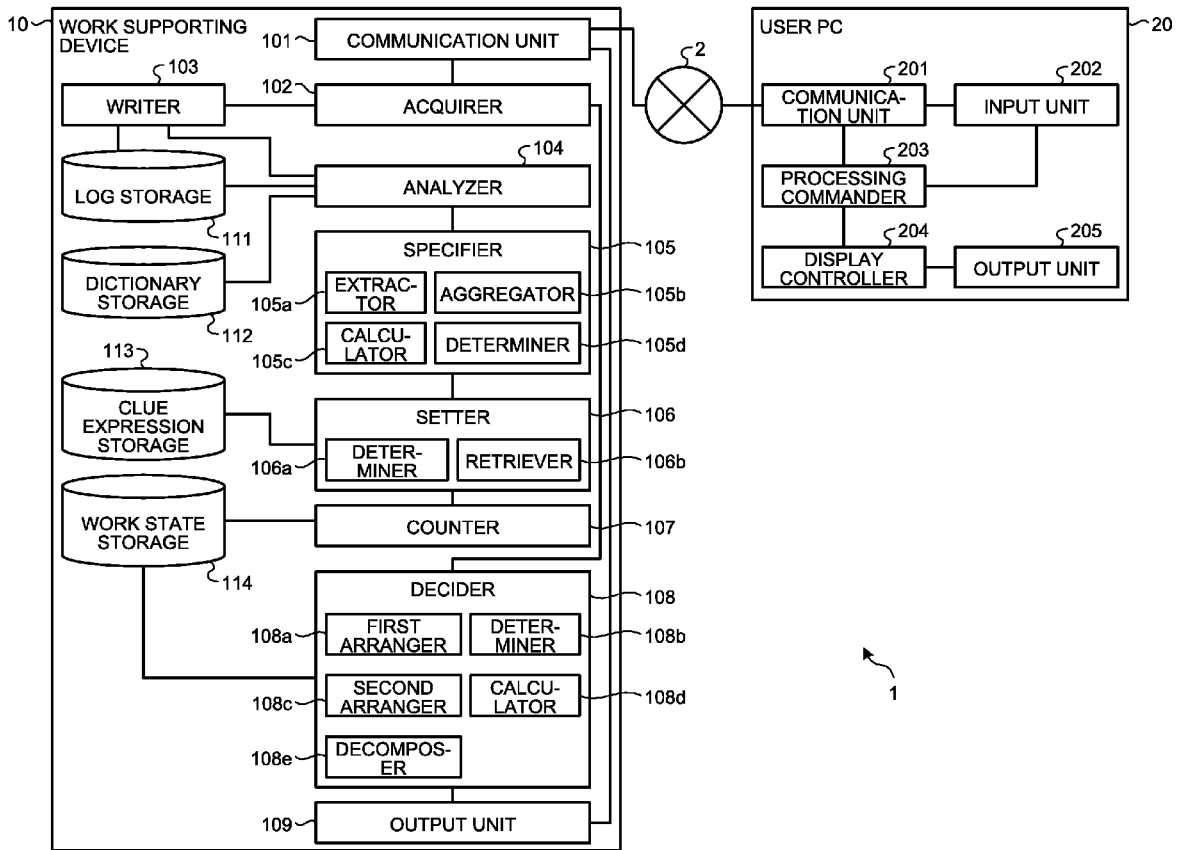 10
WORK SUPPORTING
DEVICE
101
COMMUNICATION UNIT
103
WRITER
102
ACQUIRER
104
ANALYZER
LOG STORAGE
111
DICTIONARY
STORAGE
112
SPECIFIER
105
105a
EXTRAC-
TOR
AGGREGATOR
105b
105c
CALCU-
LATOR
DETERMINER
105d
113
CLUE
EXPRESSION
STORAGE
SETTER
106
106a
DETER-
MINER
RETRIEVER
106b
WORK STATE
STORAGE
114
COUNTER
107
DECIDER
108
108a
FIRST
ARRANGER
DETER-
MINER
108b
108c
SECOND
ARRANGER
CALCU-
LATOR
108d
108e
DECOMPOS-
ER
109
OUTPUT UNIT
2
USER PC
20
201
COMMUNICA-
TION UNIT
202
INPUT UNIT
203
PROCESSING
COMMANDER
204
DISPLAY
CONTROLLER
205
OUTPUT UNIT
1